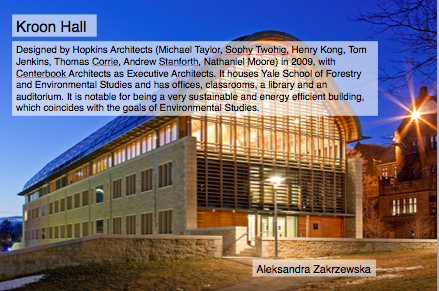 Kroon Hall
Designed by Hopkins Architects (Michael Taylor, Sophy Twohig, Henry Kong, Tom
Jenkins, Thomas Corrie, Andrew Stanforth, Nathaniel Moore) in 2009, with
Centerbook Architects as Executive Architects. It houses Yale School of Forestry
and Environmental Studies and has offices, classrooms, a library and an
auditorium. It is notable for being a very sustainable and energy efficient building,
which coincides with the goals of Environmental Studies.
Aleksandra Zakrzewska